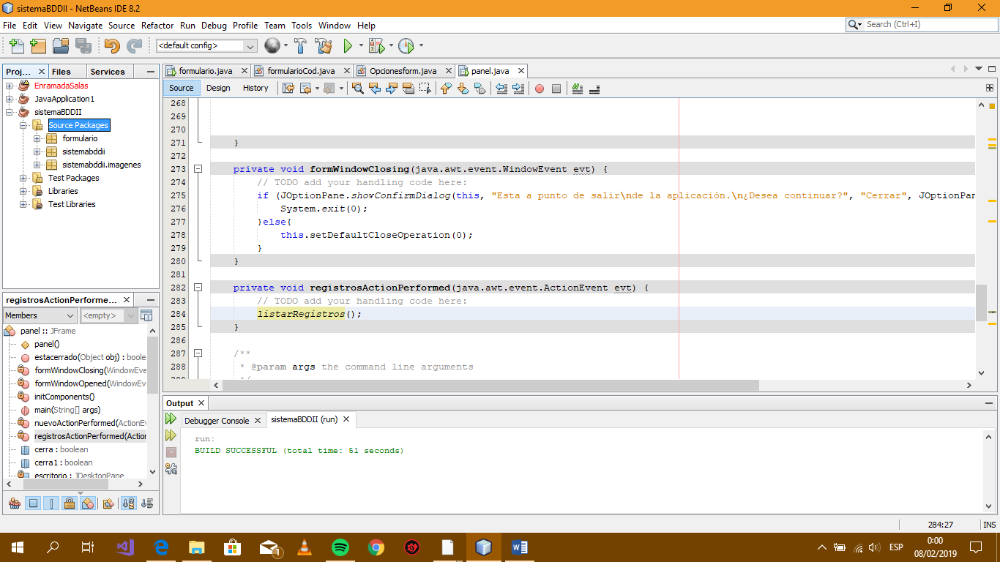 sistemaBDDII - NetBeans IDE 8.2
File Edit View Navigate Source Refactor Run Debug Profile Team Tools Window Help
Search (Ctrl+I)
<default config>
Proj... Files Services
EnramadaSalas
JavaApplication1
sistemaBDDII
Source Packages
formulario
sistemabddii
sistemabddii.imagenes
Test Packages
Libraries
Test Libraries
registrosActionPerforme...
Members <empty>
panel :: JFrame
panel()
estacerrado(Object obj) : boole
formWindowClosing(WindowEve
formWindowOpened(WindowEv
initComponents()
main(String[] args)
nuevoActionPerformed(ActionEv
registrosActionPerformed(Action
cerra : boolean
cerra1 : boolean
escritorio : JDesktopPane
formulario.java formularioCod.java Opcionesform.java panel.java
Source Design History
268
269
270
271 }
272
273 private void formWindowClosing(java.awt.event.WindowEvent evt) {
274 // TODO add your handling code here:
275 if (JOptionPane.showConfirmDialog(this, "Esta a punto de salir\nde la aplicación.\n¿Desea continuar?", "Cerrar", JOptionPan
276 System.exit(0);
277 }else{
278 this.setDefaultCloseOperation(0);
279 }
280 }
281
282 private void registrosActionPerformed(java.awt.event.ActionEvent evt) {
283 // TODO add your handling code here:
284 listarRegistros();
285 }
286
287 /**
288 * @param args the command line arguments
289 */
Output
Debugger Console sistemaBDDII (run)
run:
BUILD SUCCESSFUL (total time: 51 seconds)
284:27 INS
1
ESP
0:00
08/02/2019